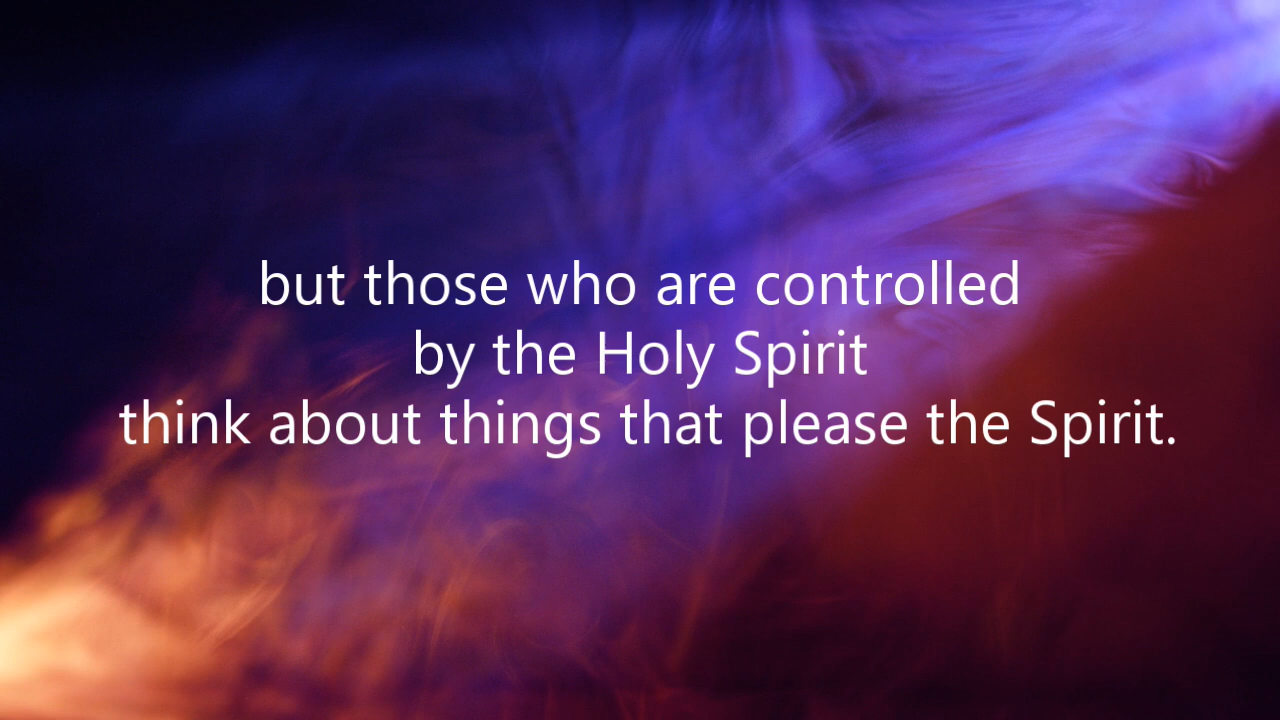 but those who are controlled
by the Holy Spirit
think about things that please the Spirit.